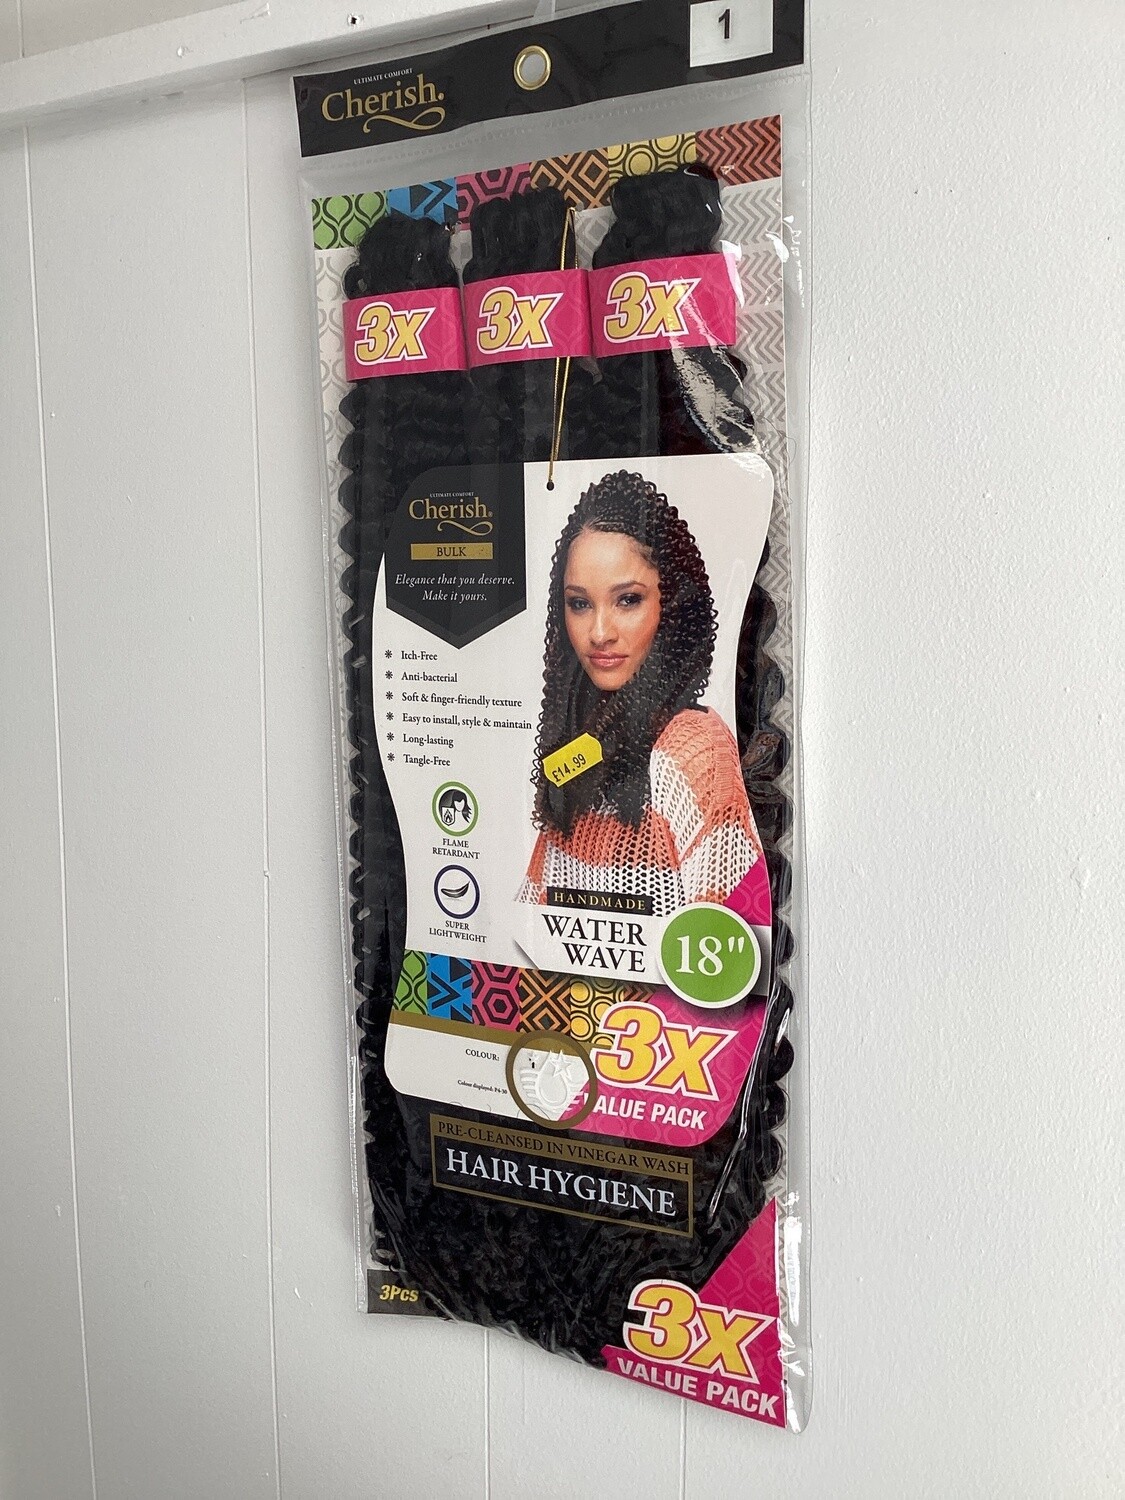 1
ULTIMATE COMFORT
Cherish.
3x
3x
3x
ULTIMATE COMFORT
Cherish®
BULK
Elegance that you deserve.
Make it yours.
Itch-Free
Anti-bacterial
Soft & finger-friendly texture
Easy to install, style & maintain
Long-lasting
Tangle-Free
£14.99
FLAME
RETARDANT
SUPER
LIGHTWEIGHT
HANDMADE
WATER
WAVE
18"
3x
VALUE PACK
COLOUR:
Colour displayed:
PRE-CLEANSED IN VINEGAR WASH
HAIR HYGIENE
3Pcs
3x
VALUE PACK